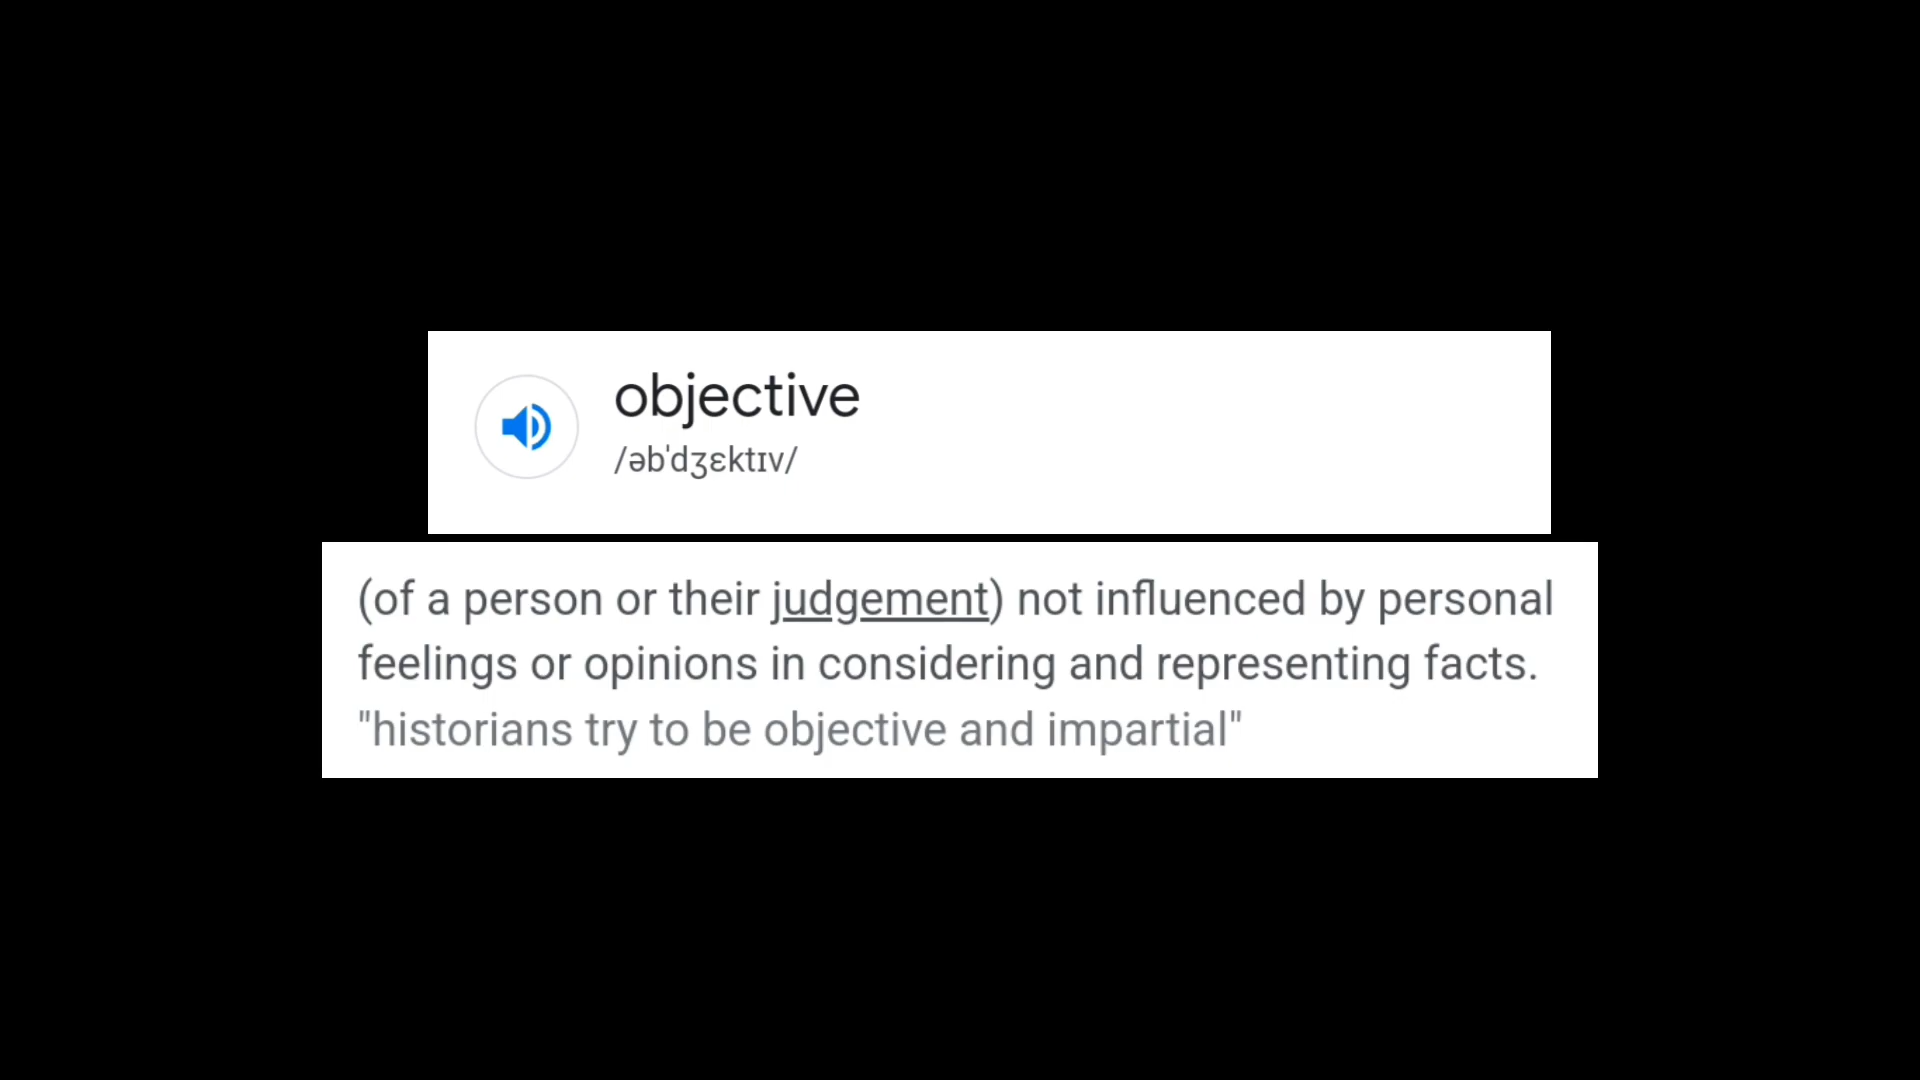 objective
/əbˈdʒɛktɪv/
(of a person or their judgement) not influenced by personal
feelings or opinions in considering and representing facts.
"historians try to be objective and impartial"